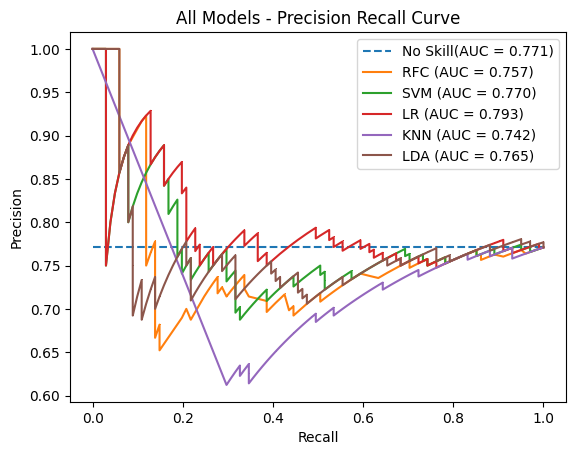 All Models - Precision Recall Curve
No Skill(AUC = 0.771)
RFC (AUC = 0.757)
SVM (AUC = 0.770)
LR (AUC = 0.793)
KNN (AUC = 0.742)
LDA (AUC = 0.765)
Precision
1.00
0.95
0.90
0.85
0.80
0.75
0.70
0.65
0.60
0.0 0.2 0.4 0.6 0.8 1.0
Recall